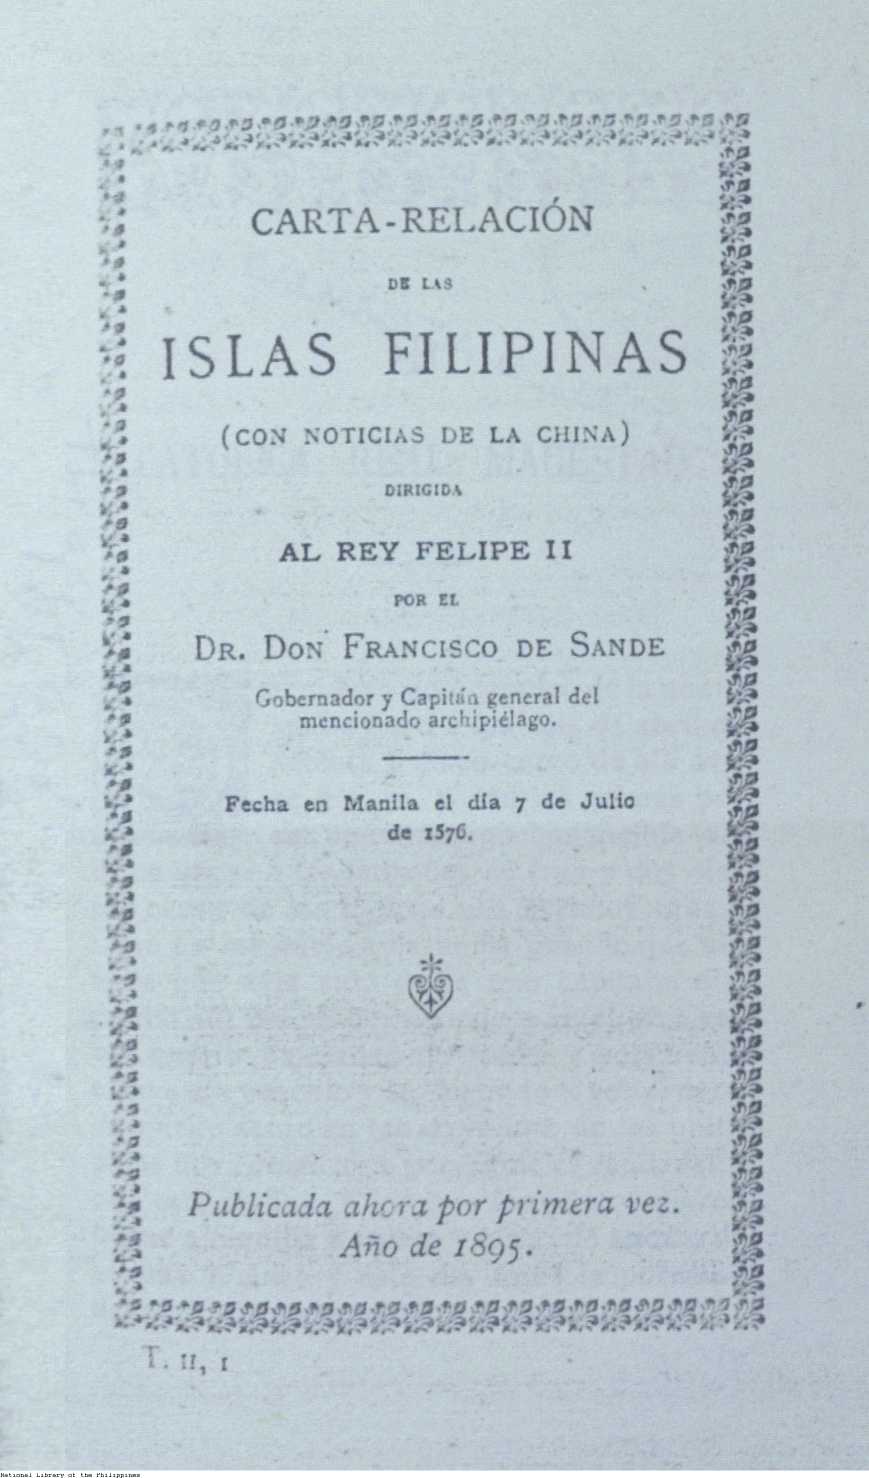 CARTA-RELACIÓN
DE LAS
ISLAS FILIPINAS
(CON NOTICIAS DE LA CHINA)
DIRIGIDA
AL REY FELIPE II
POR EL
DR. DON FRANCISCO DE SANDE
Gobernador y Capitán general del
mencionado archipiélago.
Fecha en Manila el día 7 de Julio
de 1576.
Publicada ahora por primera vez.
Año de 1895.
T. II, 1
National Library of the Philippines